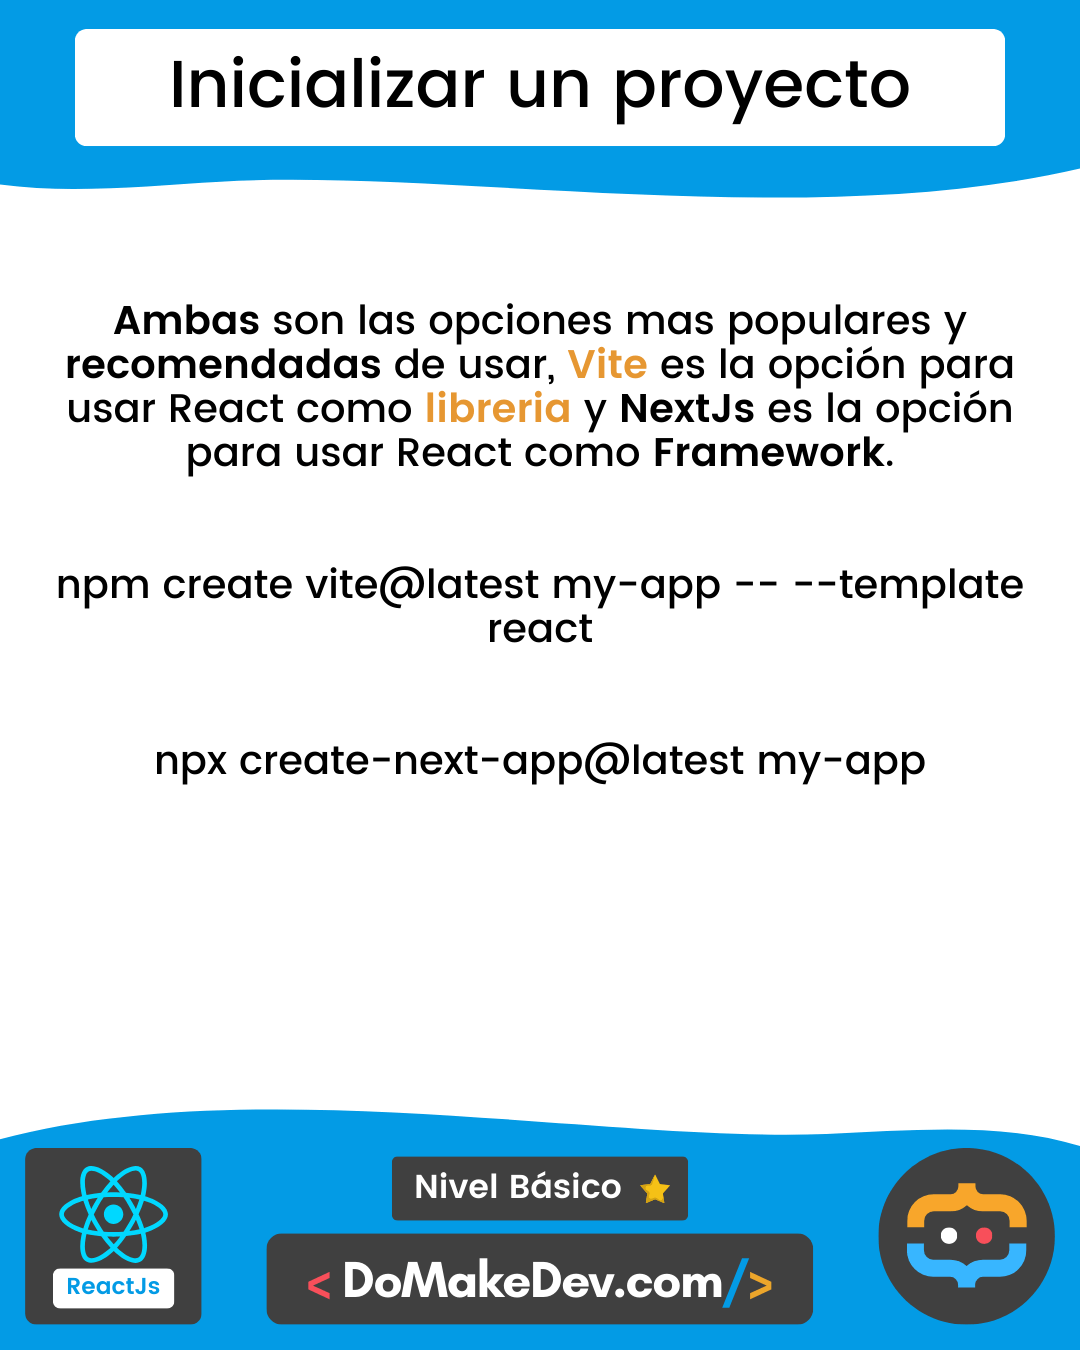 Inicializar un proyecto
Ambas son las opciones mas populares y
recomendadas de usar, Vite es la opción para
usar React como libreria y NextJs es la opción
para usar React como Framework.
npm create vite@latest my-app -- --template
react
npx create-next-app@latest my-app
Nivel Básico
ReactJs
< DoMakeDev.com/>